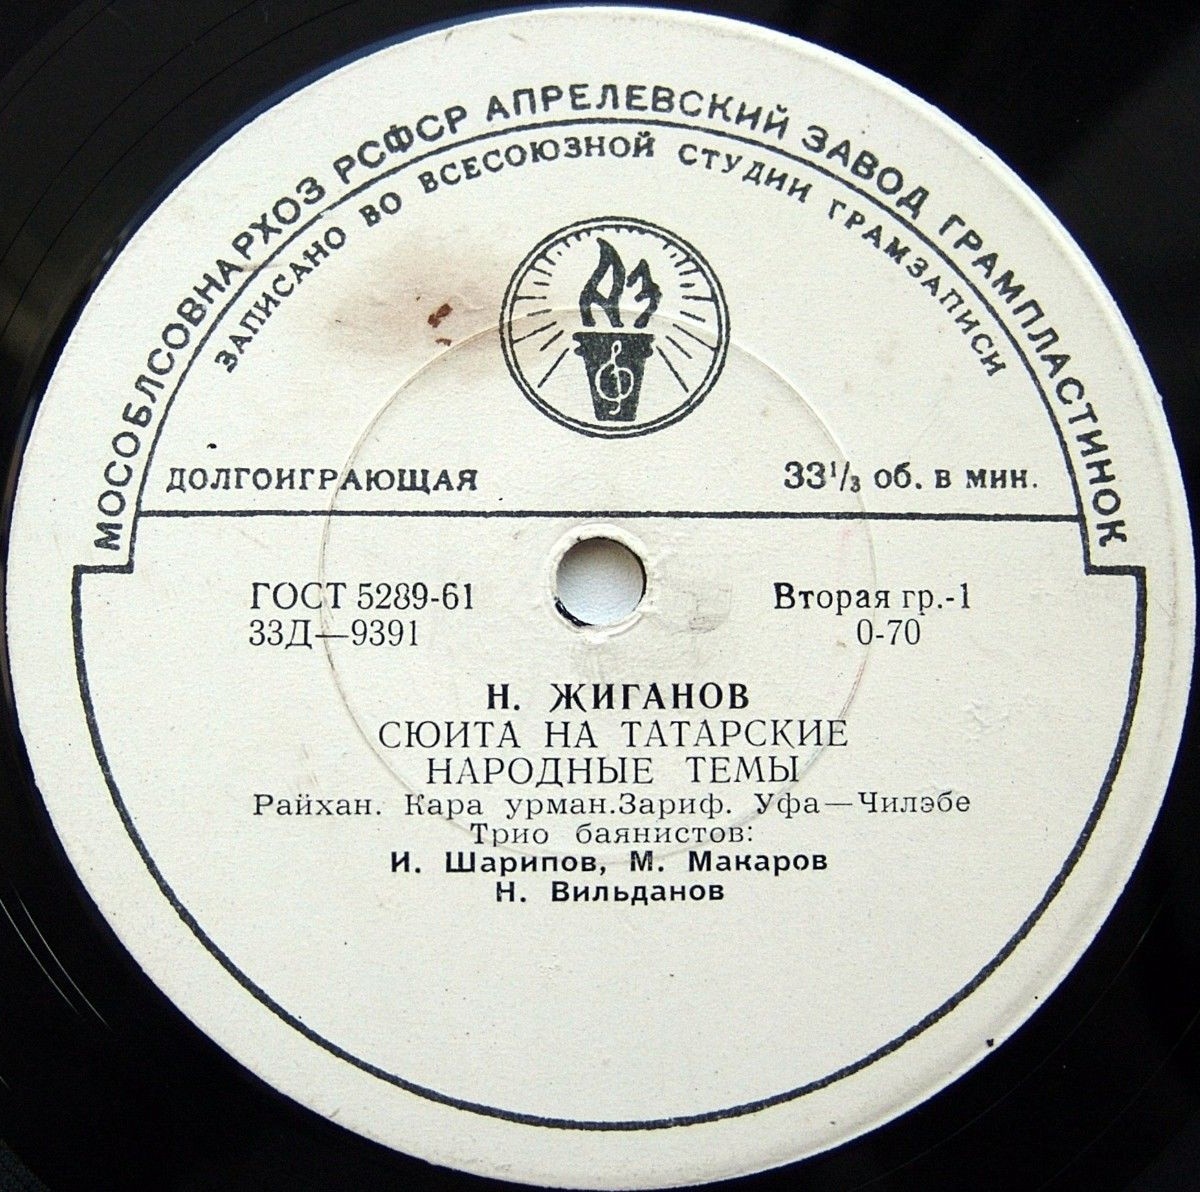 МОСОБЛСОВНАРХОЗ РСФСР АПРЕЛЕВСКИЙ ЗАВОД ГРАМПЛАСТИНОК
ЗАПИСАНО ВО ВСЕСОЮЗНОЙ СТУДИИ ГРАМЗАПИСИ
АЗ
ДОЛГОИГРАЮЩАЯ 33⅓ об. в мин.
ГОСТ 5289-61 Вторая гр.-1
33Д—9391 0-70
Н. ЖИГАНОВ
СЮИТА НА ТАТАРСКИЕ
НАРОДНЫЕ ТЕМЫ
Райхан. Кара урман.Зариф. Уфа—Чилэбе
Трио баянистов:
И. Шарипов, М. Макаров
Н. Вильданов